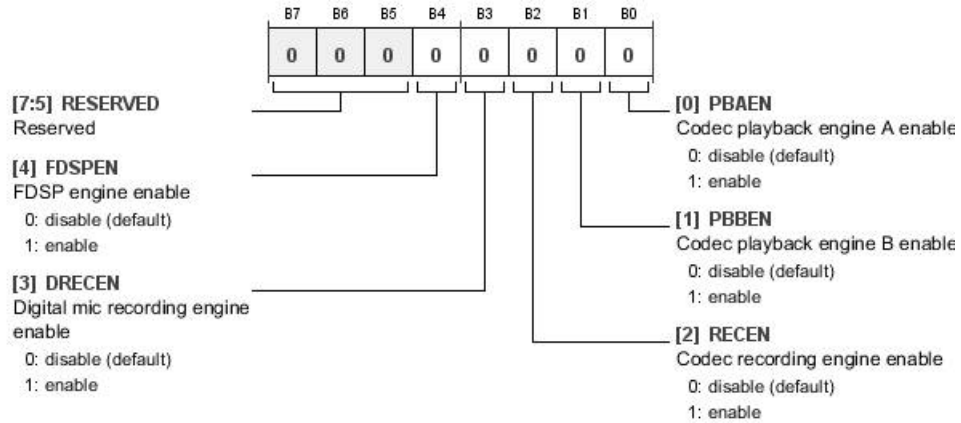 B7 B6 B5 B4 B3 B2 B1 B0
0 0 0 0 0 0 0 0
[7:5] RESERVED
Reserved
[4] FDSPEN
FDSP engine enable
0: disable (default)
1: enable
[3] DRECEN
Digital mic recording engine
enable
0: disable (default)
1: enable
[0] PBAEN
Codec playback engine A enable
0: disable (default)
1: enable
[1] PBBEN
Codec playback engine B enable
0: disable (default)
1: enable
[2] RECEN
Codec recording engine enable
0: disable (default)
1: enable